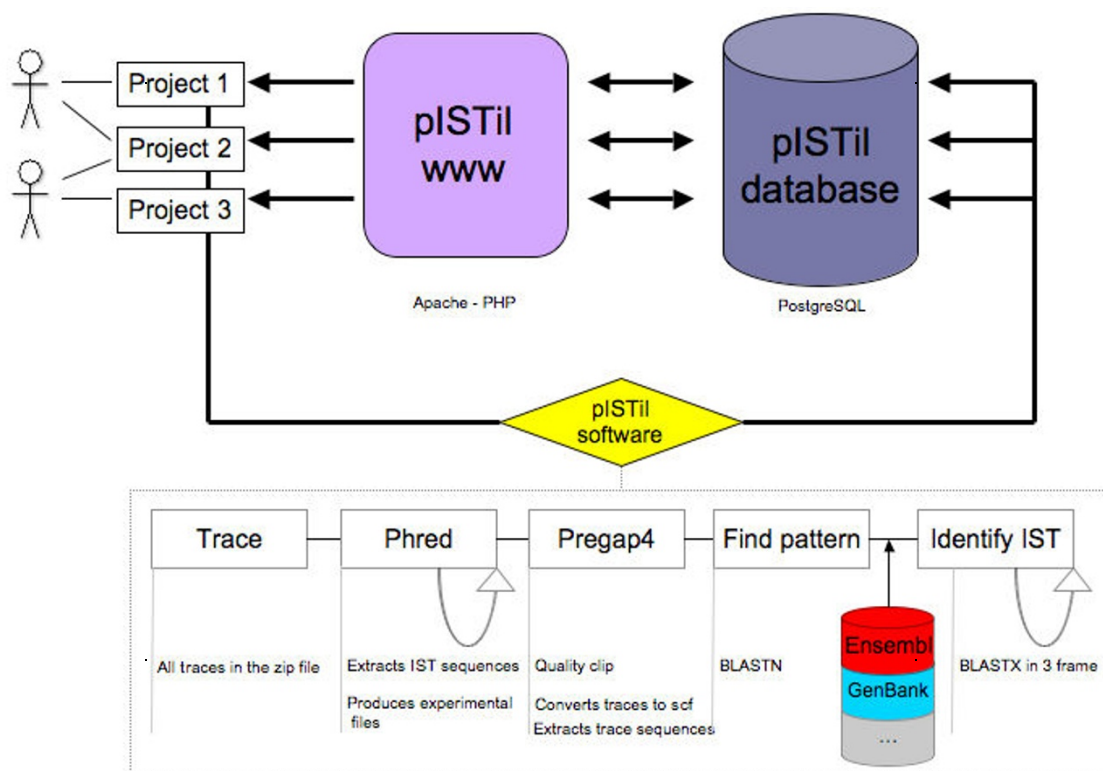 Project 1
Project 2
Project 3
pISTil
www
pISTil
database
Apache - PHP
PostgreSQL
pISTil
software
Trace
Phred
Pregap4
Find pattern
Identify IST
All traces in the zip file
Extracts IST sequences
Produces experimental
files
Quality clip
Converts traces to scf
Extracts trace sequences
BLASTN
Ensembl
GenBank
...
BLASTX in 3 frame